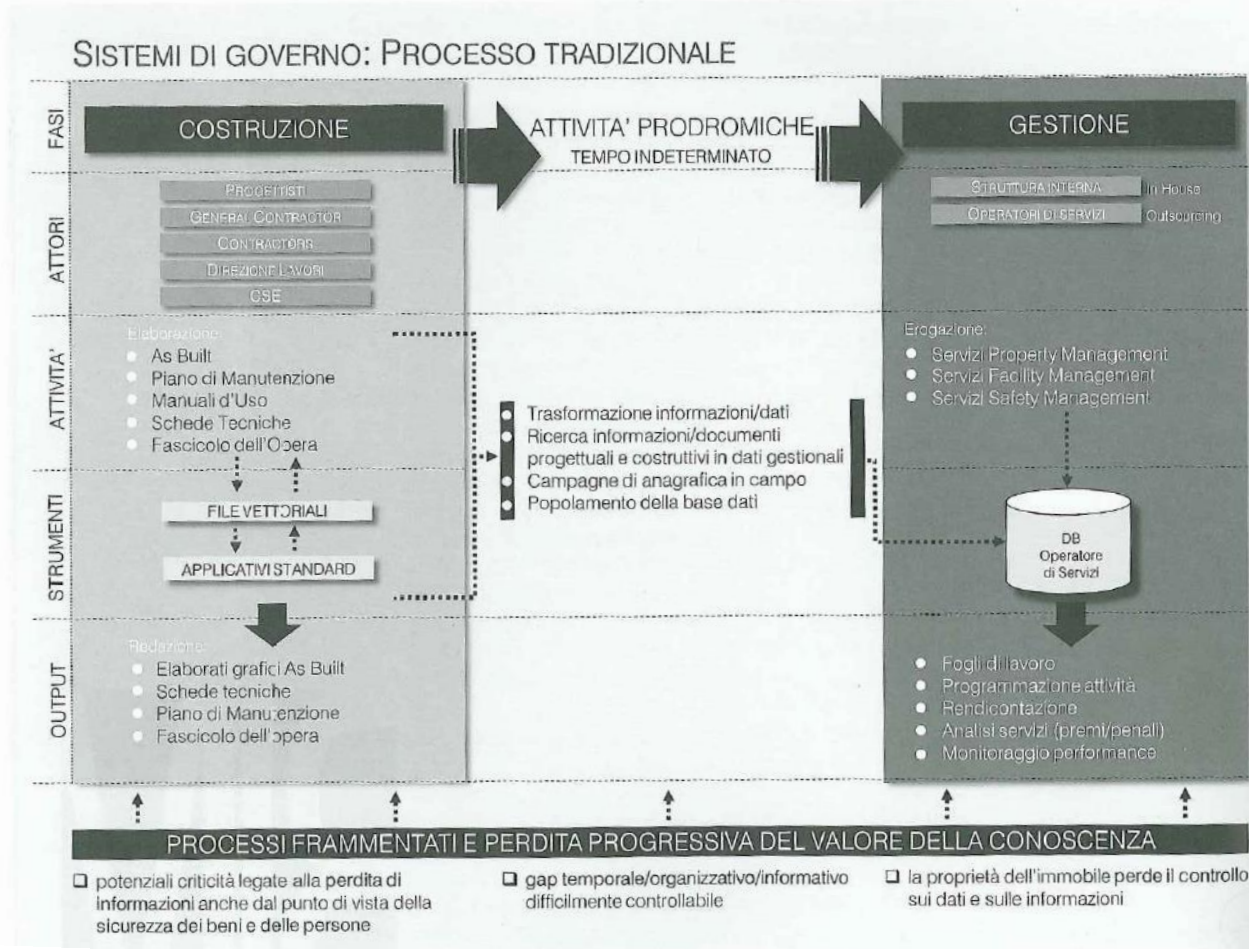 SISTEMI DI GOVERNO: PROCESSO TRADIZIONALE
FASI
COSTRUZIONE
ATTIVITA' PRODROMICHE
TEMPO INDETERMINATO
GESTIONE
ATTORI
PROGETTISTI
GENERAL CONTRACTOR
CONTRACTORS
DIREZIONE LAVORI
CSE
STRUTTURA INTERNA
In House
OPERATORI DI SERVIZI
Outsourcing
ATTIVITA'
Elaborazione:
As Built
Piano di Manutenzione
Manuali d'Uso
Schede Tecniche
Fascicolo dell'Opera
Trasformazione informazioni/dati
Ricerca informazioni/documenti
progettuali e costruttivi in dati gestionali
Campagne di anagrafica in campo
Popolamento della base dati
Erogazione:
Servizi Property Management
Servizi Facility Management
Servizi Safety Management
STRUMENTI
FILE VETTORIALI
APPLICATIVI STANDARD
DB
Operatore
di Servizi
OUTPUT
Redazione:
Elaborati grafici As Built
Schede tecniche
Piano di Manutenzione
Fascicolo dell'opera
Fogli di lavoro
Programmazione attività
Rendicontazione
Analisi servizi (premi/penali)
Monitoraggio performance
PROCESSI FRAMMENTATI E PERDITA PROGRESSIVA DEL VALORE DELLA CONOSCENZA
potenziali criticità legate alla perdita di
informazioni anche dal punto di vista della
sicurezza dei beni e delle persone
gap temporale/organizzativo/informativo
difficilmente controllabile
la proprietà dell'immobile perde il controllo
sui dati e sulle informazioni